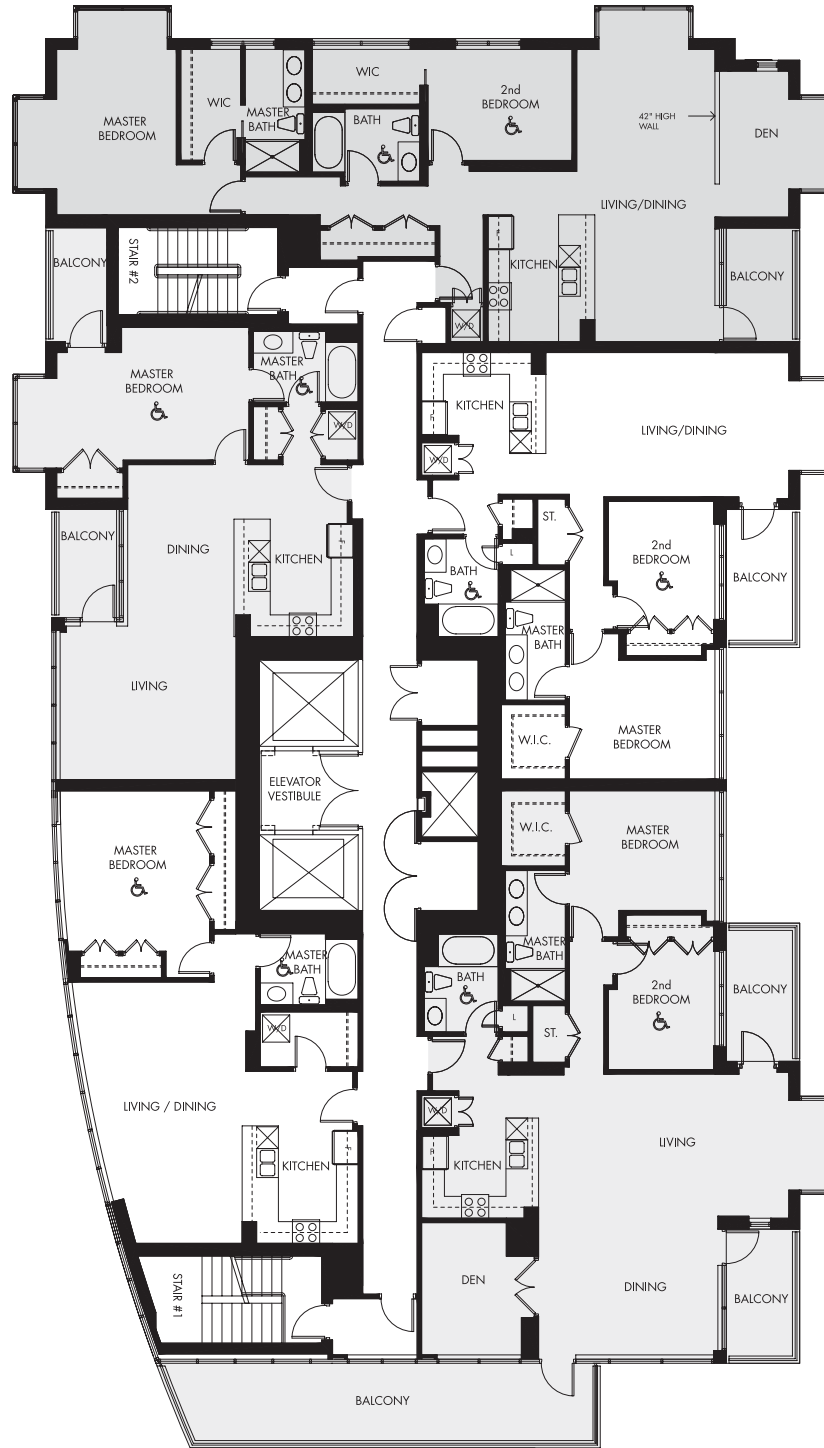 WIC
2nd
BEDROOM
MASTER
BEDROOM
WIC
MASTER
BATH
BATH
42" HIGH
WALL
DEN
LIVING/DINING
STAIR #2
BALCONY
KITCHEN
F
BALCONY
W/D
MASTER
BEDROOM
MASTER
BATH
KITCHEN
F
LIVING/DINING
W/D
W/D
BALCONY
DINING
KITCHEN
ST.
L
BATH
2nd
BEDROOM
BALCONY
MASTER
BATH
LIVING
W.I.C.
MASTER
BEDROOM
ELEVATOR
VESTIBULE
W.I.C.
MASTER
BEDROOM
MASTER
BEDROOM
MASTER
BATH
MASTER
BATH
BATH
2nd
BEDROOM
BALCONY
L
ST.
W/D
LIVING / DINING
W/D
KITCHEN
F
KITCHEN
LIVING
DEN
DINING
STAIR #1
BALCONY
BALCONY